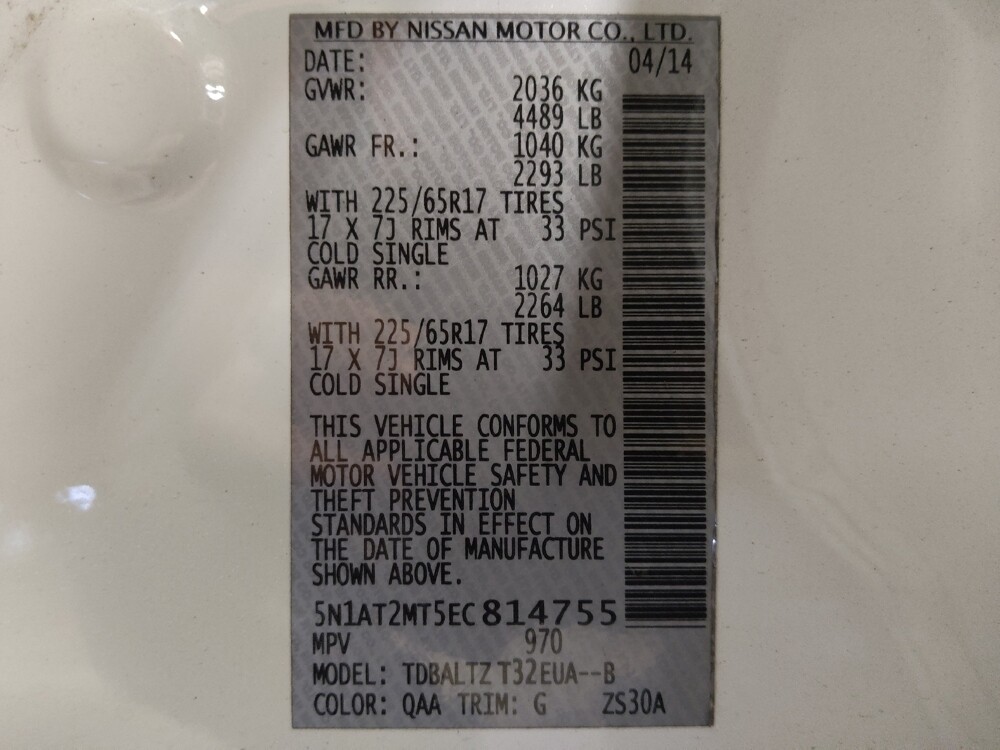 MFD BY NISSAN MOTOR CO., LTD.
DATE: 04/14
GVWR: 2036 KG
4489 LB
GAWR FR.: 1040 KG
2293 LB
WITH 225/65R17 TIRES
17 X 7J RIMS AT 33 PSI
COLD SINGLE
GAWR RR.: 1027 KG
2264 LB
WITH 225/65R17 TIRES
17 X 7J RIMS AT 33 PSI
COLD SINGLE
THIS VEHICLE CONFORMS TO
ALL APPLICABLE FEDERAL
MOTOR VEHICLE SAFETY AND
THEFT PREVENTION
STANDARDS IN EFFECT ON
THE DATE OF MANUFACTURE
SHOWN ABOVE.
5N1AT2MT5EC814755
MPV 970
MODEL: TDBALTZ T32EUA--B
COLOR: QAA TRIM: G ZS30A